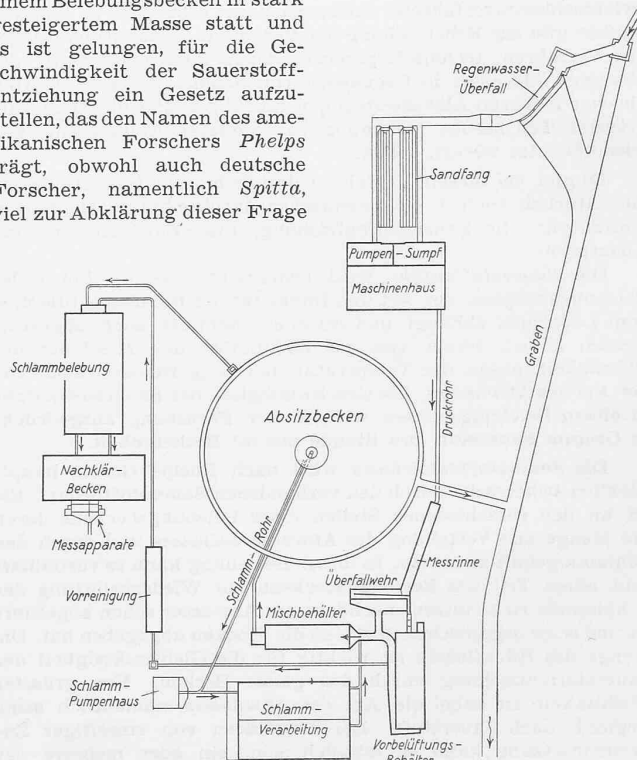 inem Belebungsbecken in stark
gesteigertem Masse statt und
s ist gelungen, für die Ge-
chwindigkeit der Sauerstoff-
entziehung ein Gesetz aufzu-
tellen, das den Namen des ame-
ikanischen Forschers Phelps
rägt, obwohl auch deutsche
Forscher, namentlich Spitta,
viel zur Abklärung dieser Frage
Regenwasser-
Überfall
Sandfang
Pumpen-Sumpf
Maschinenhaus
Schlammbelebung
Graben
Druckrohr
Absitzbecken
Nachklär-
Becken
Messapparate
Schlamm-Rohr
Messrinne
Überfallwehr
Vorreinigung
Mischbehälter
Schlamm-
Pumpenhaus
Schlamm-
Verarbeitung
Vorbelüftungs-
Behälter